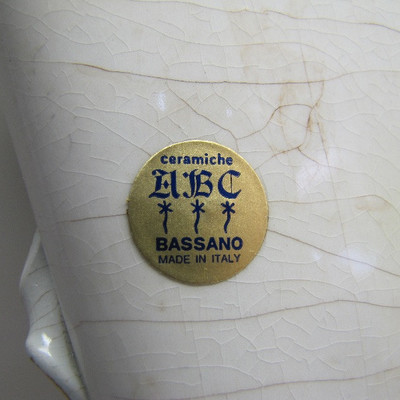 ceramiche
ABC
BASSANO
MADE IN ITALY